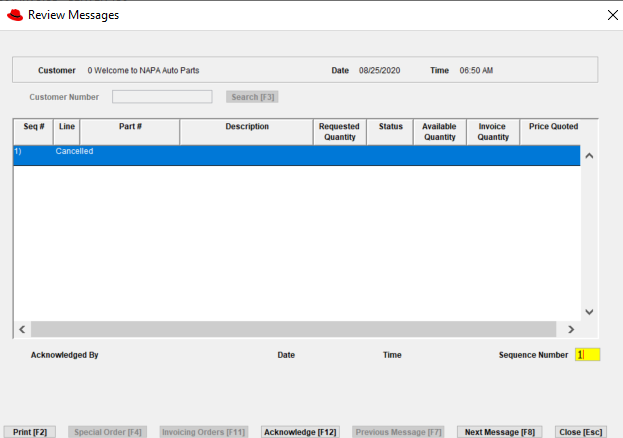 Review Messages
Customer 0 Welcome to NAPA Auto Parts Date 08/25/2020 Time 06:50 AM
Customer Number Search [F3]
Seq # Line Part # Description Requested Quantity Status Available Quantity Invoice Quantity Price Quoted
1) Cancelled
Acknowledged By Date Time Sequence Number 1
Print [F2] Special Order [F4] Invoicing Orders [F11] Acknowledge [F12] Previous Message [F7] Next Message [F8] Close [Esc]